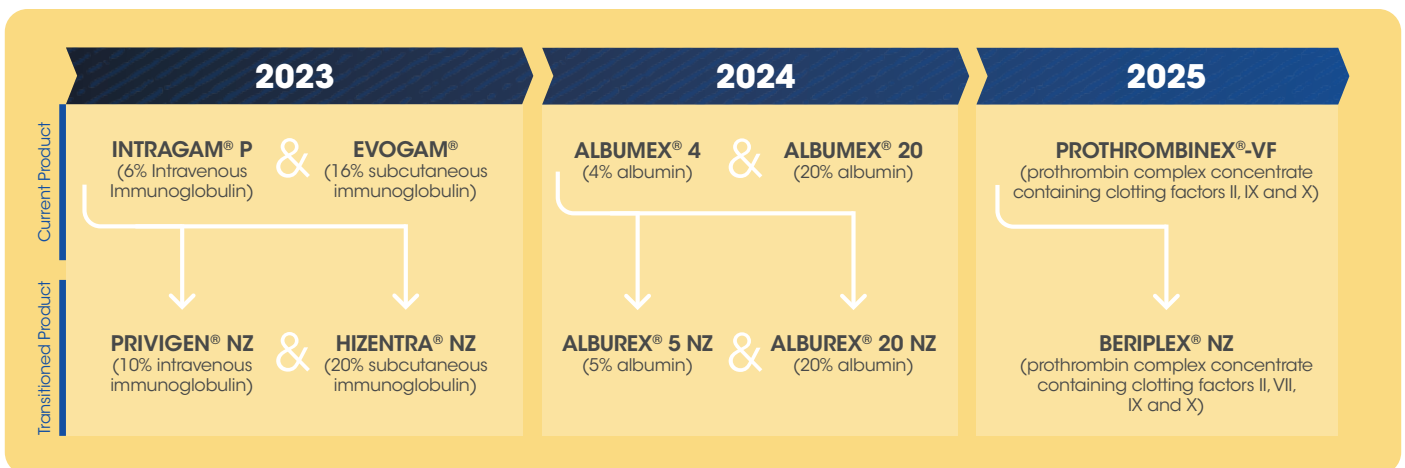 2023
2024
2025
Current Product
INTRAGAM® P
(6% Intravenous
Immunoglobulin)
&
EVOGAM®
(16% subcutaneous
immunoglobulin)
ALBUMEX® 4
(4% albumin)
&
ALBUMEX® 20
(20% albumin)
PROTHROMBINEX®-VF
(prothrombin complex concentrate
containing clotting factors II, IX and X)
Transitioned Product
PRIVIGEN® NZ
(10% intravenous
immunoglobulin)
&
HIZENTRA® NZ
(20% subcutaneous
immunoglobulin)
ALBUREX® 5 NZ
(5% albumin)
&
ALBUREX® 20 NZ
(20% albumin)
BERIPLEX® NZ
(prothrombin complex concentrate
containing clotting factors II, VII,
IX and X)